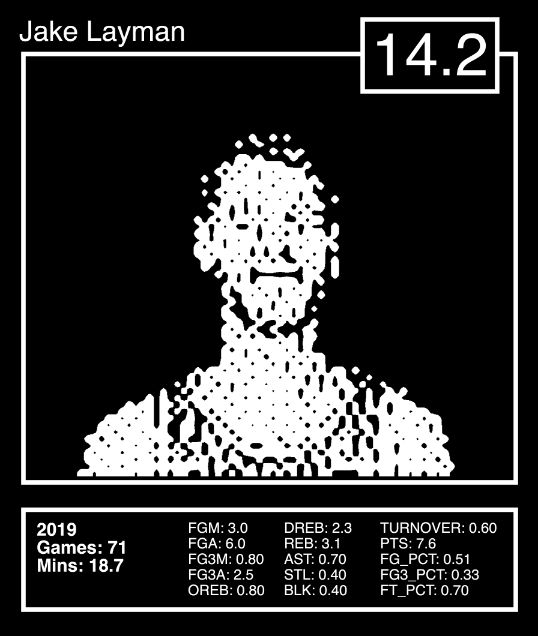 Jake Layman
14.2
2019
Games: 71
Mins: 18.7
FGM: 3.0
FGA: 6.0
FG3M: 0.80
FG3A: 2.5
OREB: 0.80
DREB: 2.3
REB: 3.1
AST: 0.70
STL: 0.40
BLK: 0.40
TURNOVER: 0.60
PTS: 7.6
FG_PCT: 0.51
FG3_PCT: 0.33
FT_PCT: 0.70